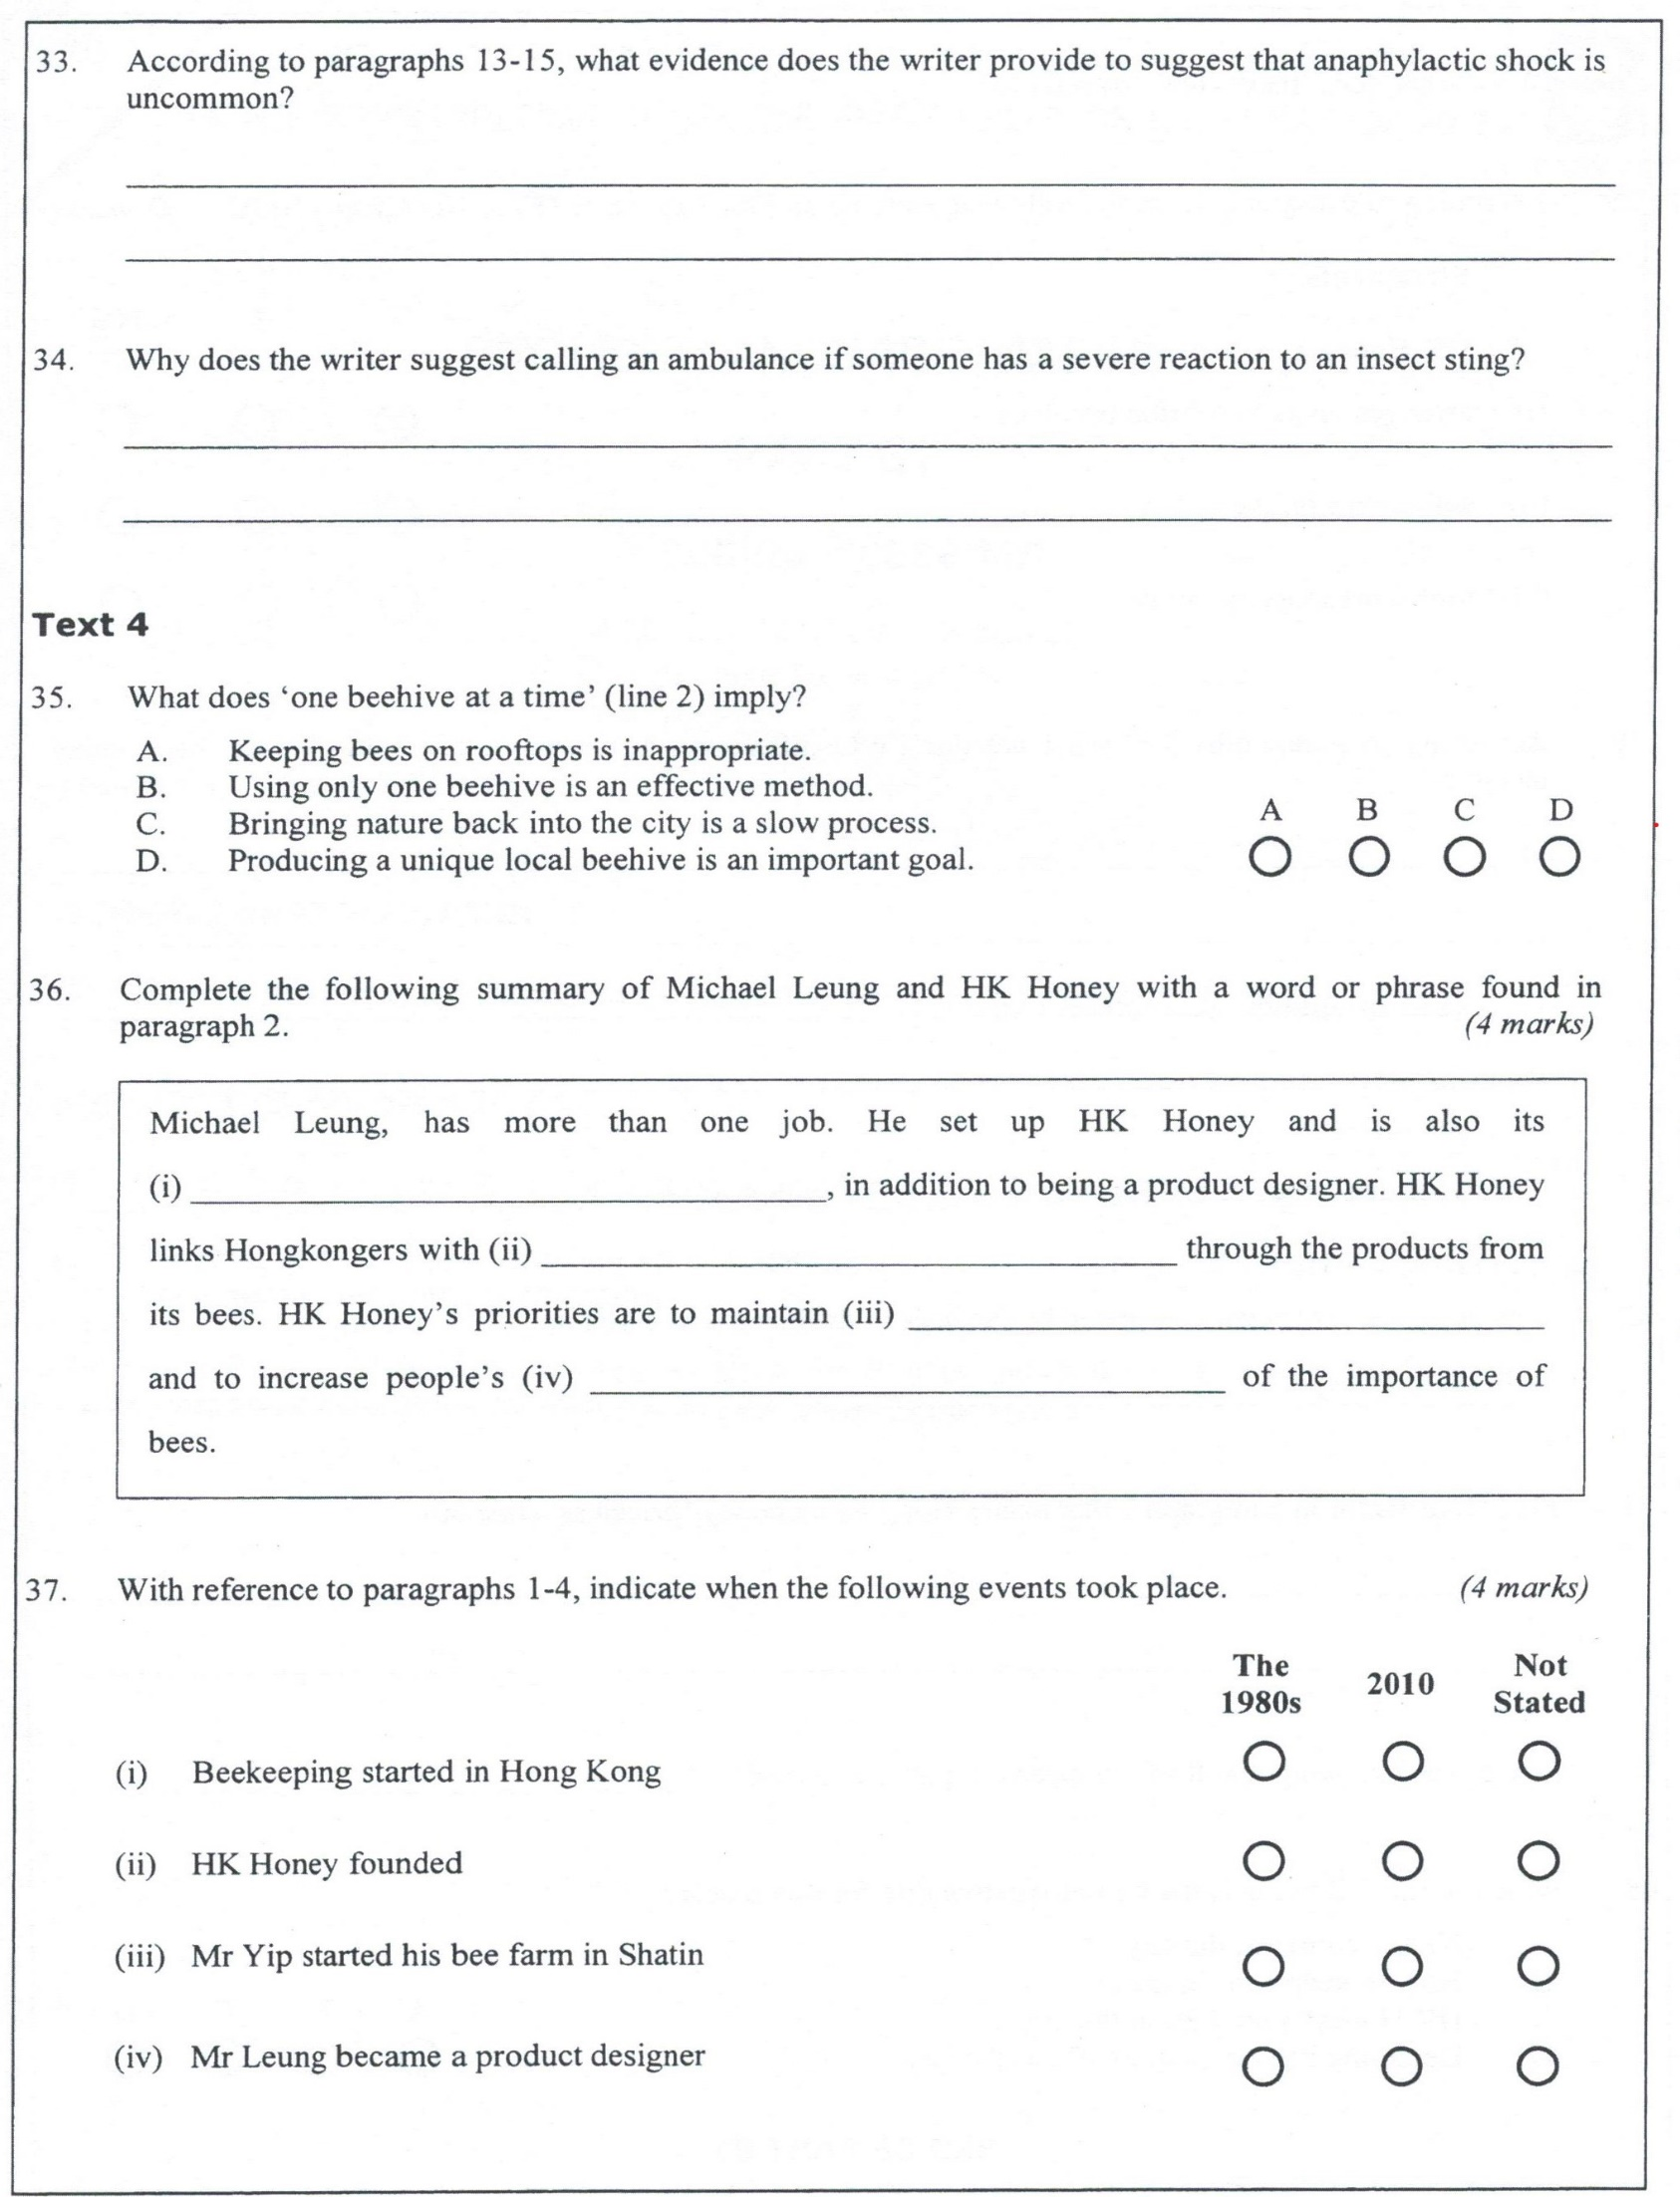 33. According to paragraphs 13-15, what evidence does the writer provide to suggest that anaphylactic shock is
uncommon?
34. Why does the writer suggest calling an ambulance if someone has a severe reaction to an insect sting?
Text 4
35. What does ‘one beehive at a time’ (line 2) imply?
A. Keeping bees on rooftops is inappropriate.
B. Using only one beehive is an effective method.
C. Bringing nature back into the city is a slow process.
D. Producing a unique local beehive is an important goal.
A B C D
36. Complete the following summary of Michael Leung and HK Honey with a word or phrase found in
paragraph 2. (4 marks)
Michael Leung, has more than one job. He set up HK Honey and is also its
(i) ____________________, in addition to being a product designer. HK Honey
links Hongkongers with (ii) ____________________ through the products from
its bees. HK Honey’s priorities are to maintain (iii) ____________________
and to increase people’s (iv) ____________________ of the importance of
bees.
37. With reference to paragraphs 1-4, indicate when the following events took place. (4 marks)
The 1980s 2010 Not Stated
(i) Beekeeping started in Hong Kong
(ii) HK Honey founded
(iii) Mr Yip started his bee farm in Shatin
(iv) Mr Leung became a product designer